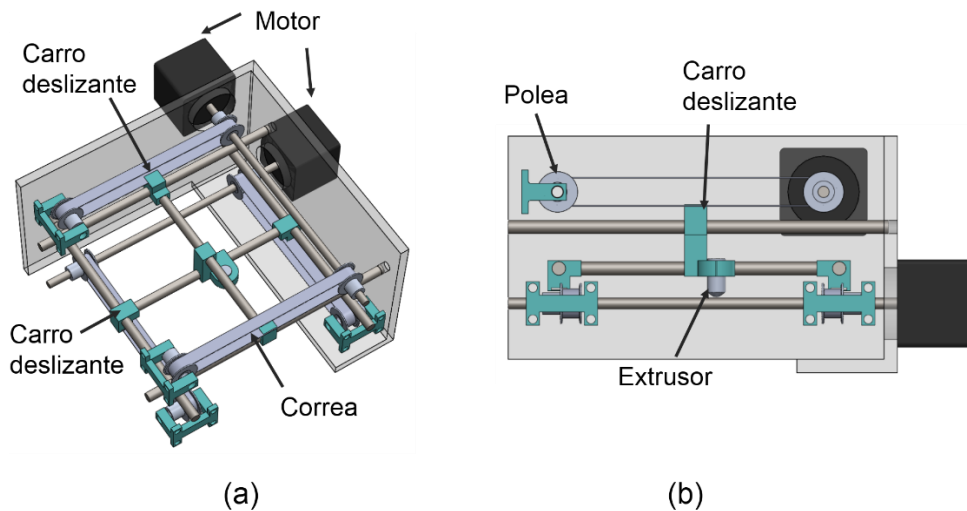 Motor
Carro
deslizante
Carro
deslizante
Correa
(a)
Polea
Carro
deslizante
Extrusor
(b)